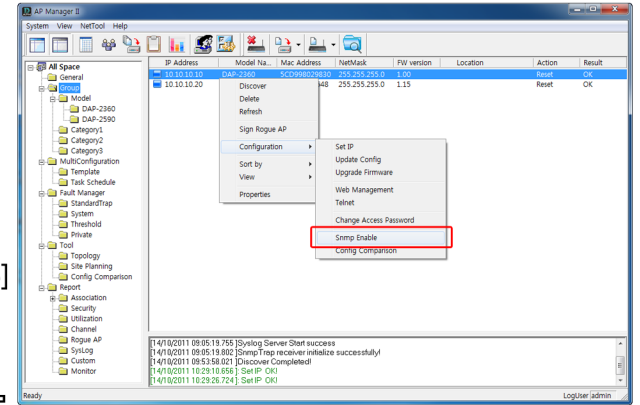 AP Manager II
System View NetTool Help
IP Address Model Na... Mac Address NetMask FW version Location Action Result
10.10.10.10 DAP-2360 5CD998029830 255.255.255.0 1.00 Reset OK
10.10.10.20 48 255.255.255.0 1.15 Reset OK
All Space
General
Group
Model
DAP-2360
DAP-2590
Category1
Category2
Category3
MultiConfiguration
Template
Task Schedule
Fault Manager
StandardTrap
System
Threshold
Private
Tool
Topology
Site Planning
Config Comparison
Report
Association
Security
Utilization
Channel
Rogue AP
SysLog
Custom
Monitor
Discover
Delete
Refresh
Sign Rogue AP
Configuration
Sort by
View
Properties
Set IP
Update Config
Upgrade Firmware
Web Management
Telnet
Change Access Password
Snmp Enable
Config Comparison
]
[14/10/2011 09:05:19.755 ]Syslog Server Start success
[14/10/2011 09:05:19.802 ]SnmpTrap receiver initialize successfully!
[14/10/2011 09:53:58.021 ]Discover Completed!
[14/10/2011 10:29:10.656 ]: Set IP OK!
[14/10/2011 10:29:26.724 ]: Set IP OK!
Ready LogUser admin